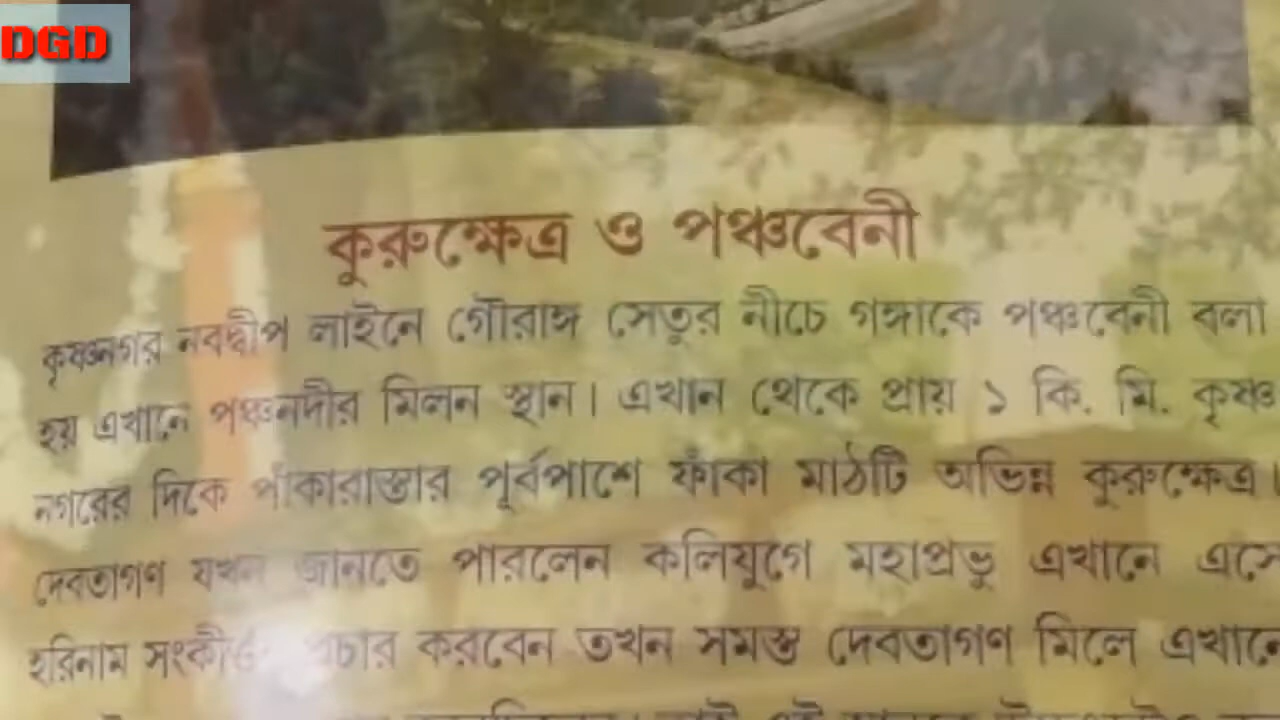 DGD
কুরুক্ষেত্র ও পঞ্চবেনী
কৃষ্ণনগর নবদ্বীপ লাইনে গৌরাঙ্গ সেতুর নীচে গঙ্গাকে পঞ্চবেনী বলা
হয় এখানে পঞ্চনদীর মিলন স্থান। এখান থেকে প্রায় ১ কি. মি. কৃষ্ণ
নগরের দিকে পাঁকারাস্তার পূর্বপাশে ফাঁকা মাঠটি অভিন্ন কুরুক্ষেত্র।
দেবতাগণ যখন জানতে পারলেন কলিযুগে মহাপ্রভু এখানে এসে
হরিনাম প্রচার করবেন তখন সমস্ত দেবতাগণ মিলে এখানে